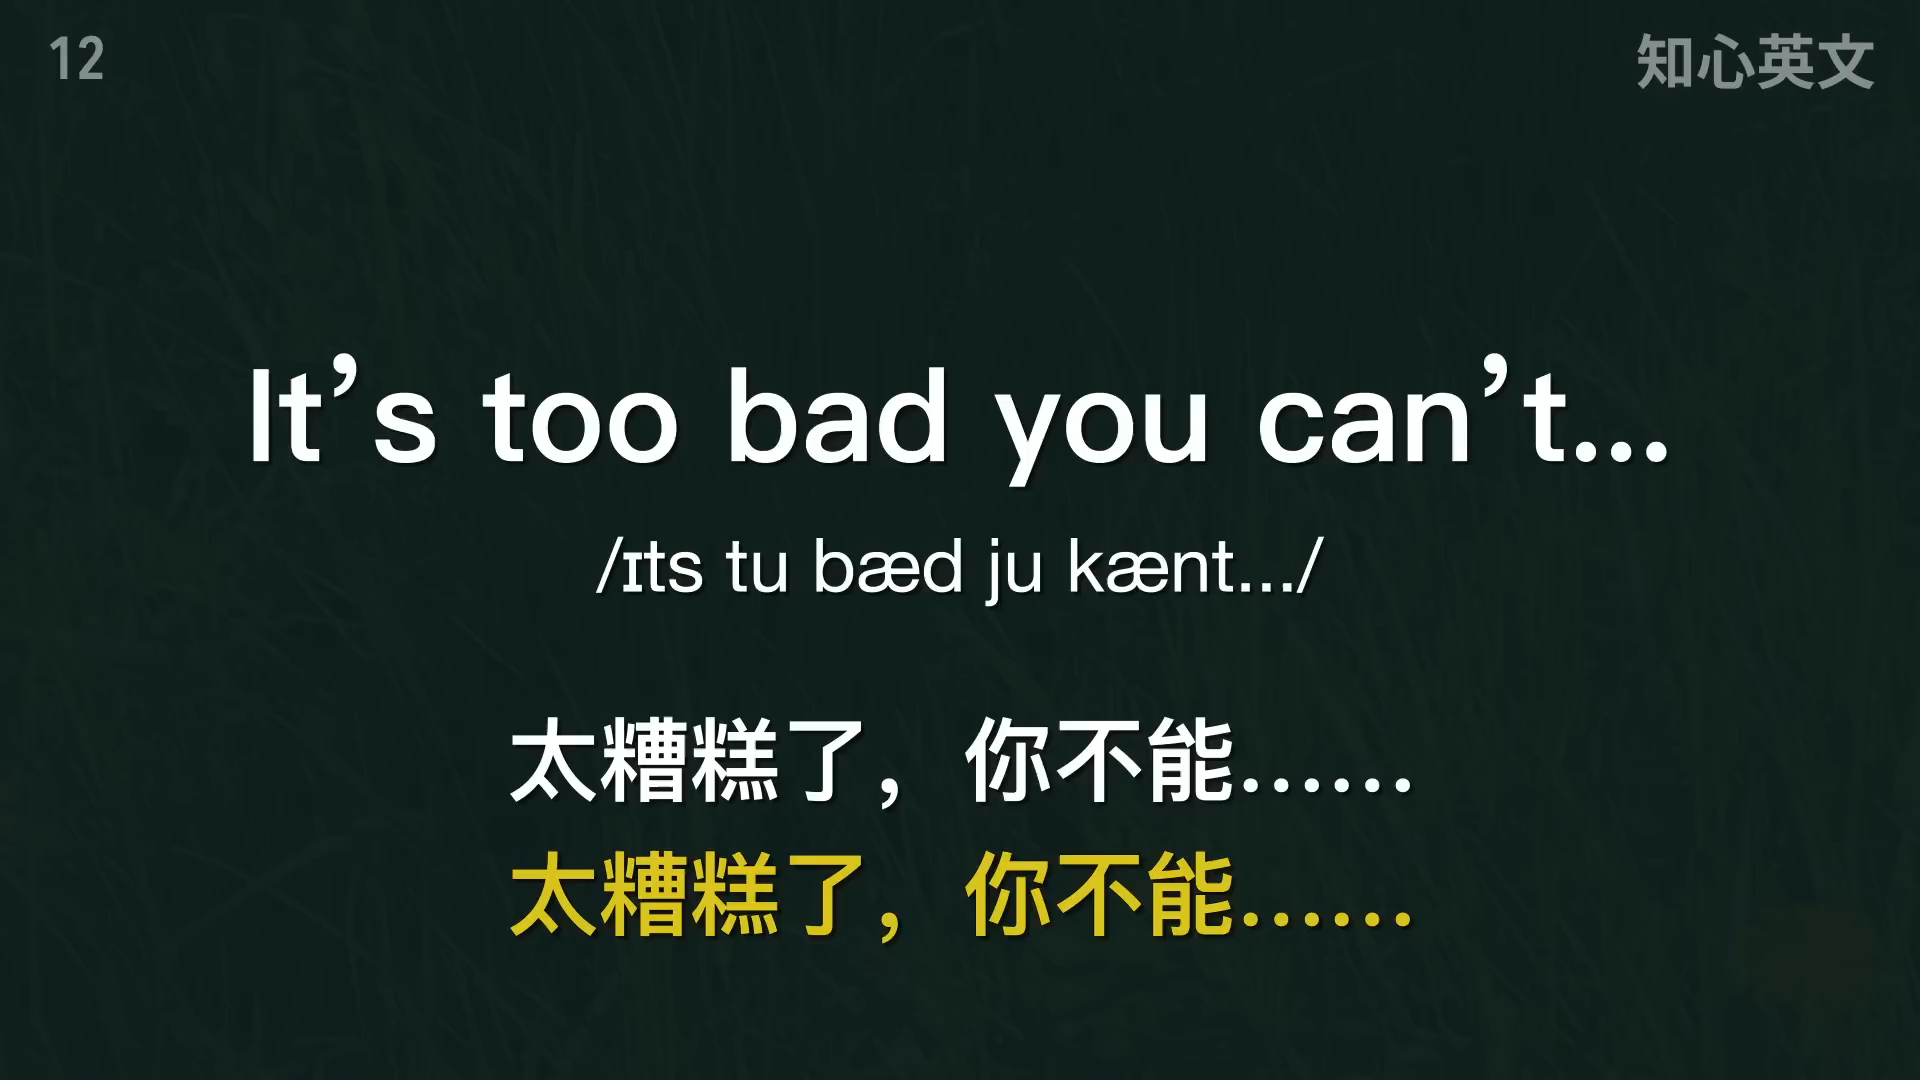 12
知心英文
It’s too bad you can’t...
/ɪts tu bæd ju kænt.../
太糟糕了，你不能……
太糟糕了，你不能……